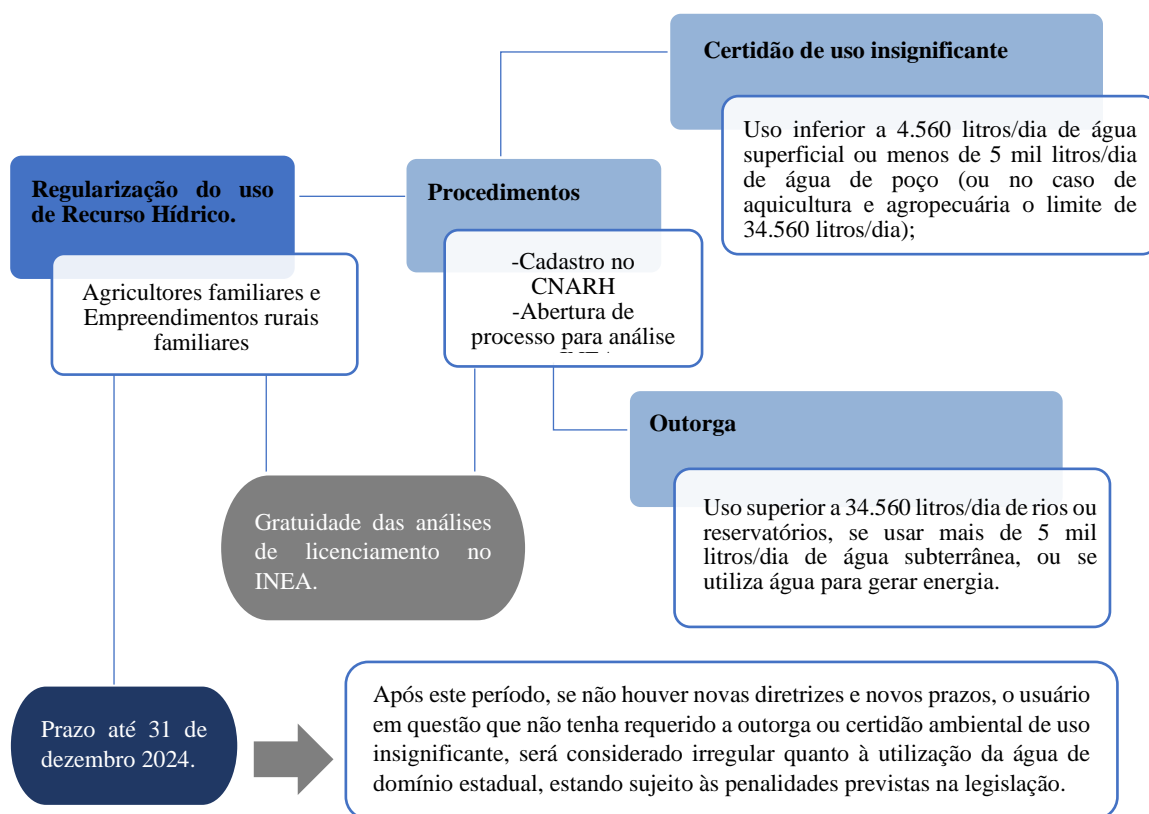 Certidão de uso insignificante
Uso inferior a 4.560 litros/dia de água
superficial ou menos de 5 mil litros/dia
de água de poço (ou no caso de
aquicultura e agropecuária o limite de
34.560 litros/dia);
Regularização do uso
de Recurso Hídrico.
Agricultores familiares e
Empreendimentos rurais
familiares
Procedimentos
-Cadastro no
CNARH
-Abertura de
processo para análise
Outorga
Uso superior a 34.560 litros/dia de rios ou
reservatórios, se usar mais de 5 mil
litros/dia de água subterrânea, ou se
utiliza água para gerar energia.
Gratuidade das análises
de licenciamento no
INEA.
Prazo até 31 de
dezembro 2024.
Após este período, se não houver novas diretrizes e novos prazos, o usuário
em questão que não tenha requerido a outorga ou certidão ambiental de uso
insignificante, será considerado irregular quanto à utilização da água de
domínio estadual, estando sujeito às penalidades previstas na legislação.